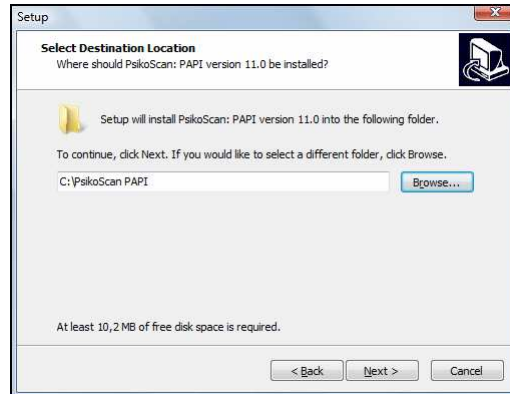 Setup
Select Destination Location
Where should PsikoScan: PAPI version 11.0 be installed?
Setup will install PsikoScan: PAPI version 11.0 into the following folder.
To continue, click Next. If you would like to select a different folder, click Browse.
C:\PsikoScan PAPI
Browse...
At least 10,2 MB of free disk space is required.
< Back
Next >
Cancel